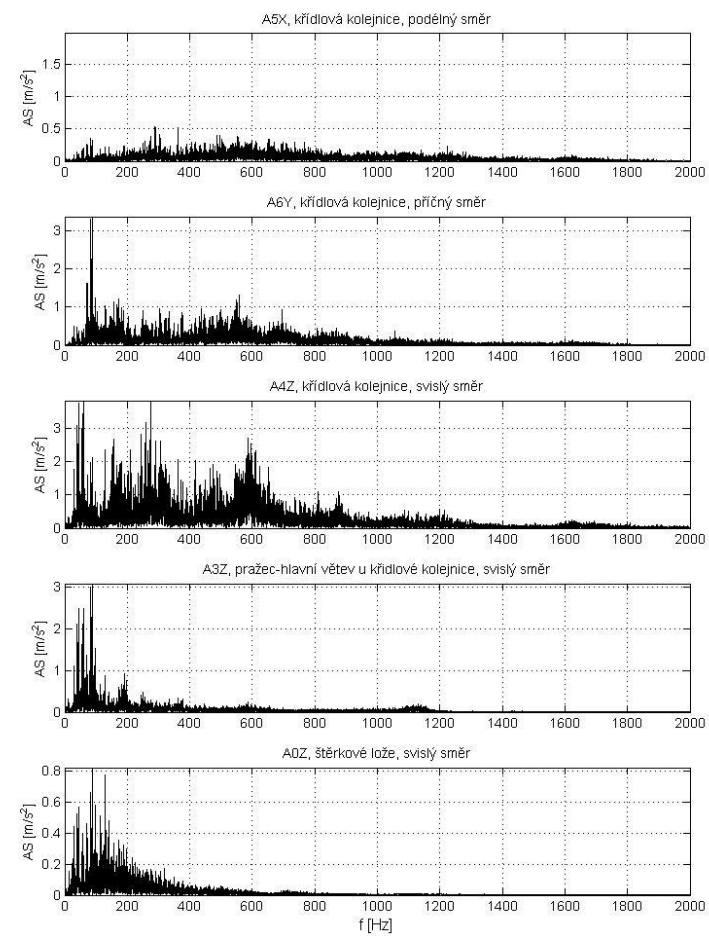 A5X, křídlová kolejnice, podélný směr
AS [m/s²]
1.5
1
0.5
0
0 200 400 600 800 1000 1200 1400 1600 1800 2000
A6Y, křídlová kolejnice, příčný směr
AS [m/s²]
3
2
1
0
0 200 400 600 800 1000 1200 1400 1600 1800 2000
A4Z, křídlová kolejnice, svislý směr
AS [m/s²]
3
2
1
0
0 200 400 600 800 1000 1200 1400 1600 1800 2000
A3Z, pražec-hlavní větev u křidlové kolejnice, svislý směr
AS [m/s²]
3
2
1
0
0 200 400 600 800 1000 1200 1400 1600 1800 2000
A0Z, štěrkové lože, svislý směr
AS [m/s²]
0.8
0.6
0.4
0.2
0
0 200 400 600 800 1000 1200 1400 1600 1800 2000
f [Hz]